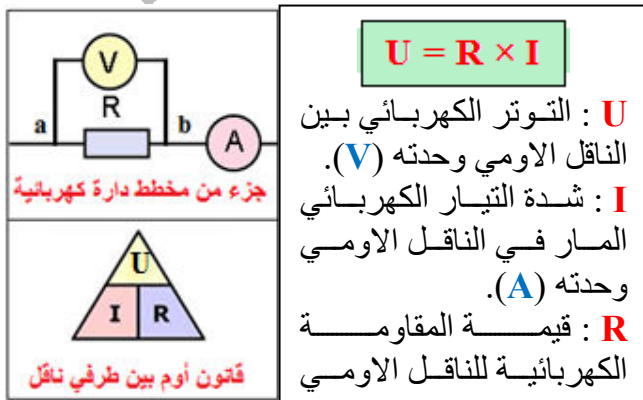 U = R × I
U : التوتر الكهربائي بين
الناقل الاومي وحدته (V).
I : شدة التيار الكهربائي
المار في الناقل الاومي
وحدته (A).
R : قيمة المقاومة
الكهربائية للناقل الاومي
V
R
a
b
A
جزء من مخطط دارة كهربائية
U
I
R
قانون أوم بين طرفي ناقل